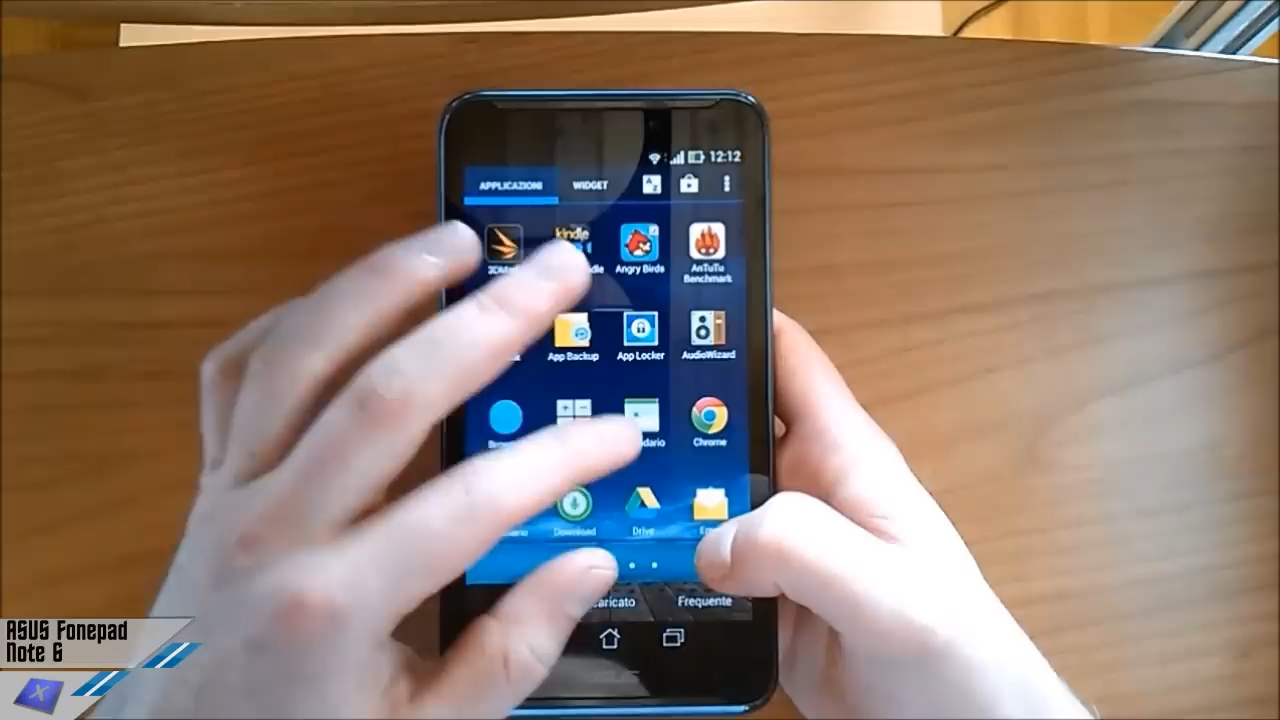 12:12
APPLICAZIONI WIDGET
kindle
Angry Birds
AnTuTu
Benchmark
App Backup App Locker AudioWizard
Chrome
Download Drive
Frequente
ASUS Fonepad
Note 6
X